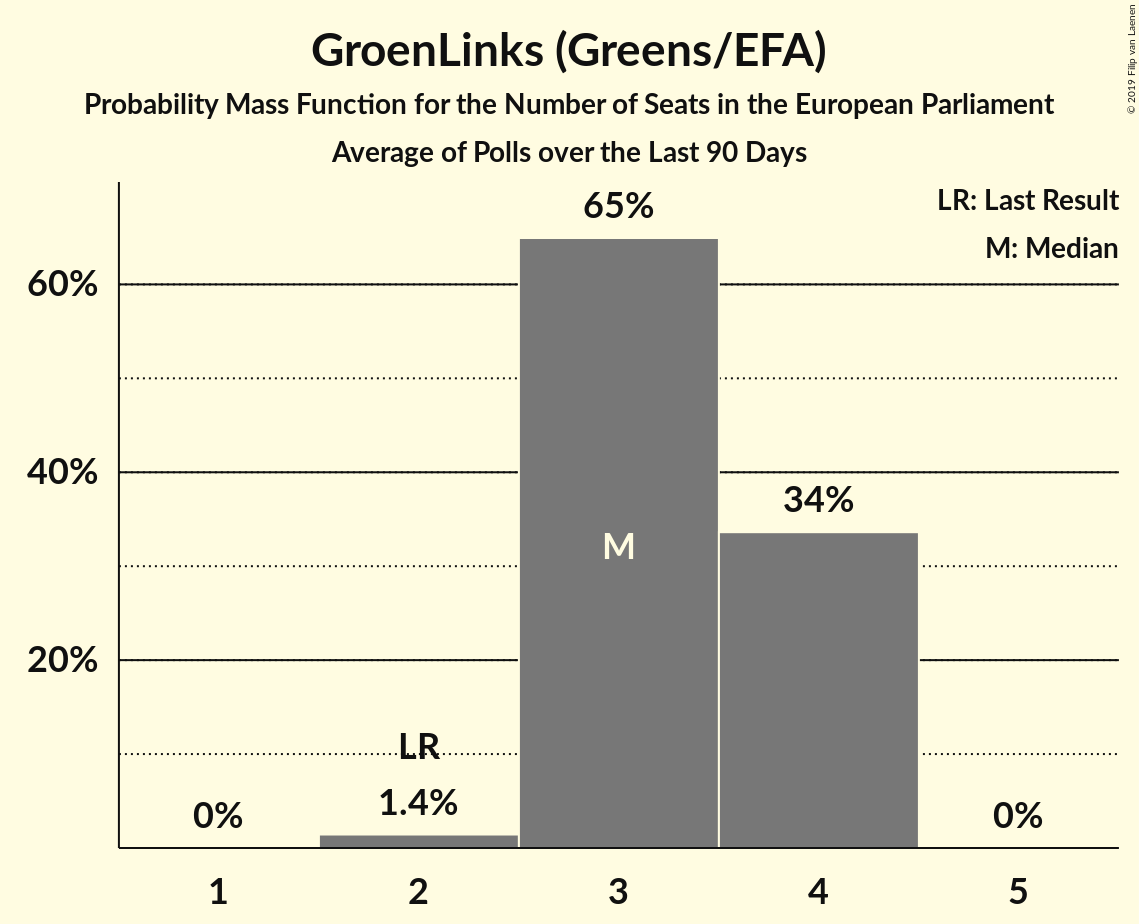 GroenLinks (Greens/EFA)
Probability Mass Function for the Number of Seats in the European Parliament
Average of Polls over the Last 90 Days
© 2019 Filip van Laenen
LR: Last Result
M: Median
65%
60%
40%
34%
M
20%
LR
1.4%
0%
0%
1 2 3 4 5